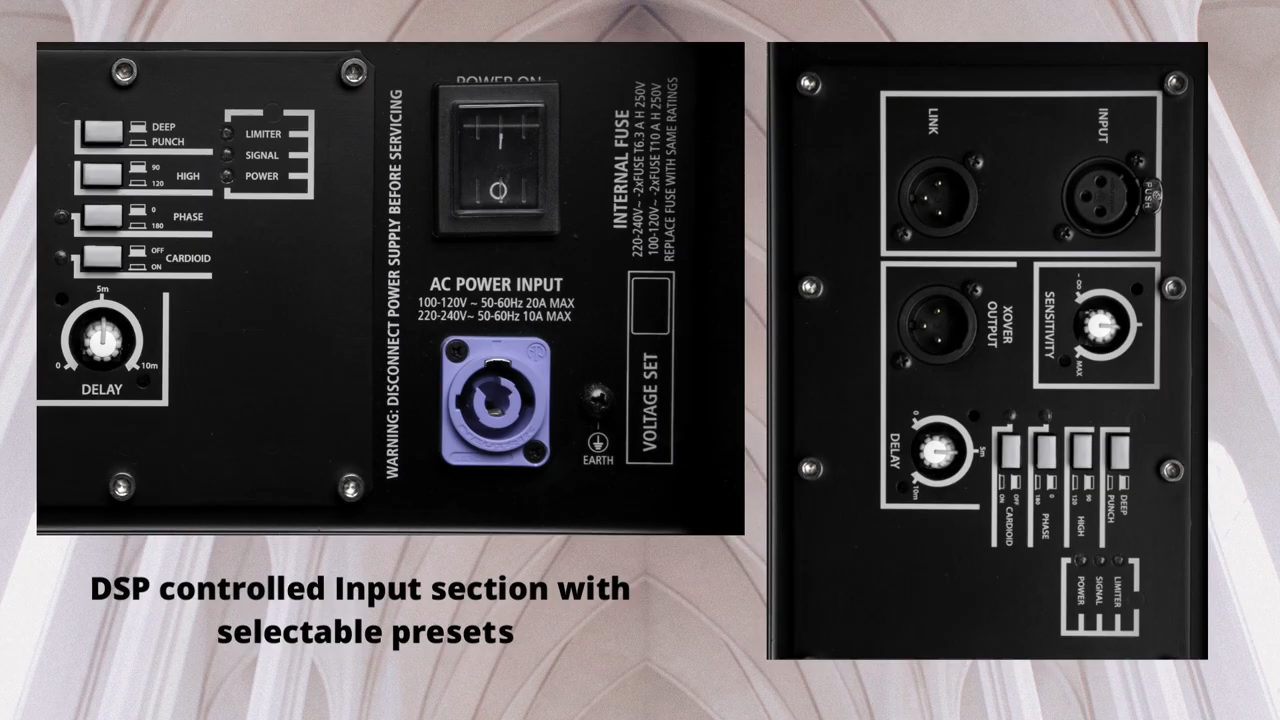 DEEP
PUNCH
90
HIGH
120
0
PHASE
180
OFF
CARDIOID
ON
5m
0
10m
DELAY
LIMITER
SIGNAL
POWER
WARNING: DISCONNECT POWER SUPPLY BEFORE SERVICING
POWER ON
AC POWER INPUT
100-120V ~ 50-60Hz 20A MAX
220-240V~ 50-60Hz 10A MAX
EARTH
INTERNAL FUSE
220-240V~ -2xFUSE T6.3 A H 250V
100-120V~ -2xFUSE T10 A H 250V
REPLACE FUSE WITH SAME RATINGS
VOLTAGE SET
LINK
INPUT
PUSH
XOVER
OUTPUT
SENSITIVITY
-∞
MAX
0
5m
10m
DELAY
OFF
ON
CARDIOID
0
180
PHASE
90
120
HIGH
DEEP
PUNCH
POWER
SIGNAL
LIMITER
DSP controlled Input section with
selectable presets